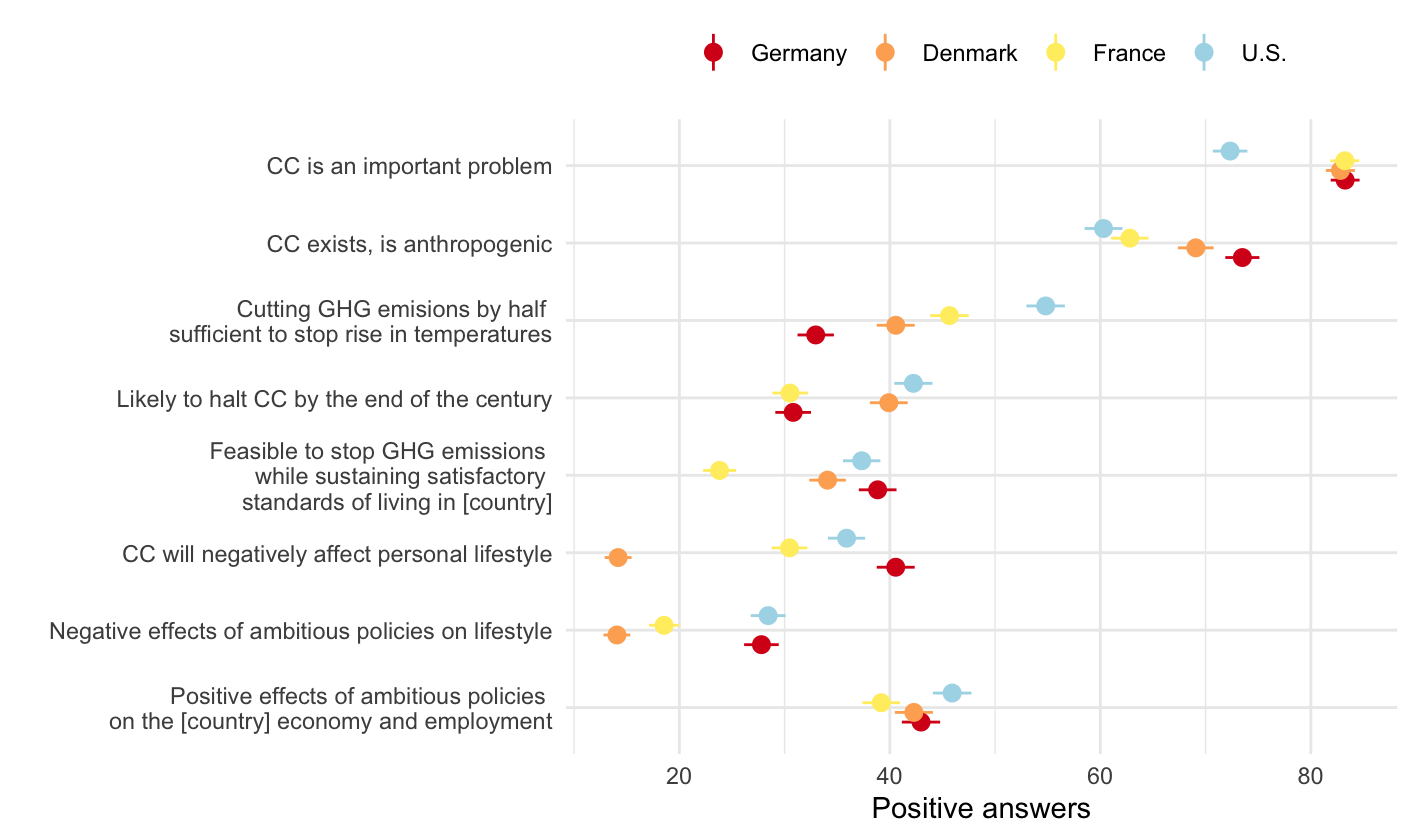 Germany Denmark France U.S.
CC is an important problem
CC exists, is anthropogenic
Cutting GHG emisions by half
sufficient to stop rise in temperatures
Likely to halt CC by the end of the century
Feasible to stop GHG emissions
while sustaining satisfactory
standards of living in [country]
CC will negatively affect personal lifestyle
Negative effects of ambitious policies on lifestyle
Positive effects of ambitious policies
on the [country] economy and employment
20 40 60 80
Positive answers